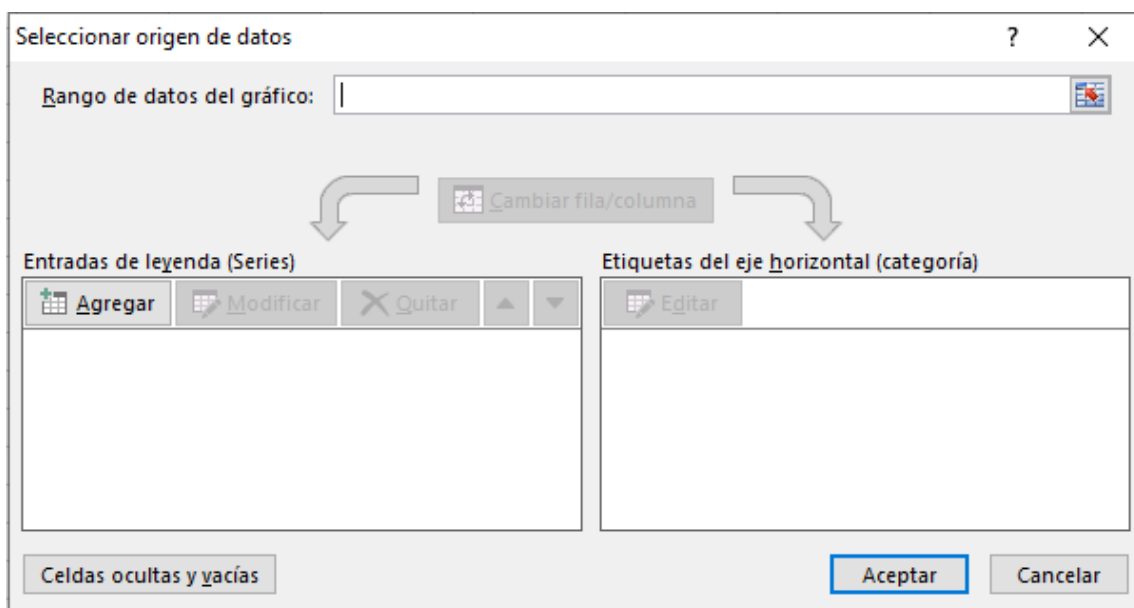 Seleccionar origen de datos ?
Rango de datos del gráfico:
Cambiar fila/columna
Entradas de leyenda (Series)
Etiquetas del eje horizontal (categoría)
Agregar Modificar Quitar
Editar
Celdas ocultas y vacías
Aceptar Cancelar